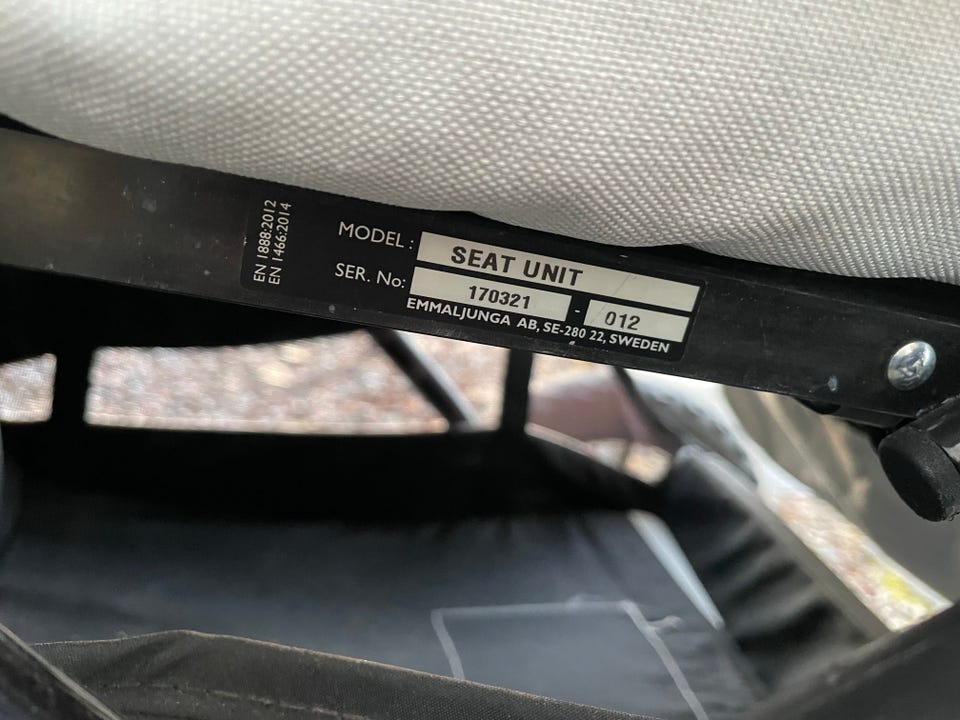 EN 1888:2012
EN 1466:2014
MODEL: SEAT UNIT
SER. No: 170321 - 012
EMMALJUNGA AB, SE-280 22, SWEDEN